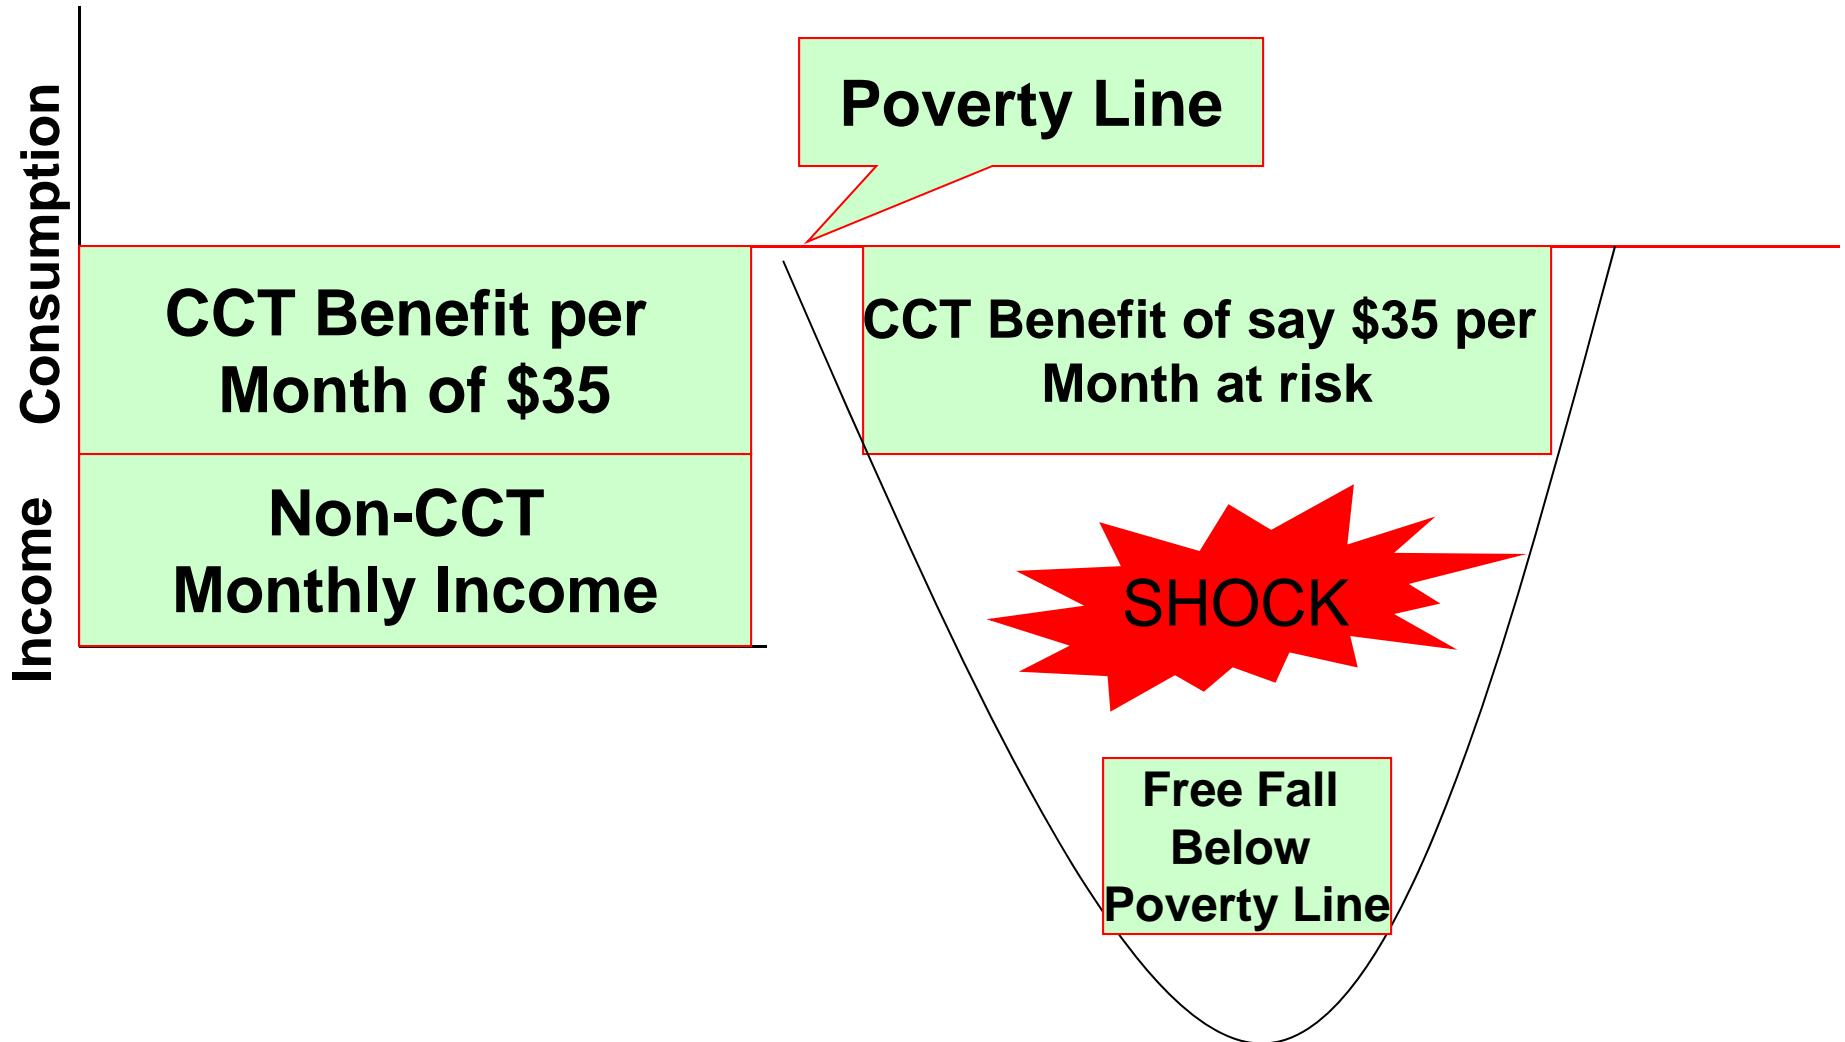 Poverty Line
Consumption
Income
CCT Benefit per
Month of $35
Non-CCT
Monthly Income
CCT Benefit of say $35 per
Month at risk
SHOCK
Free Fall
Below
Poverty Line